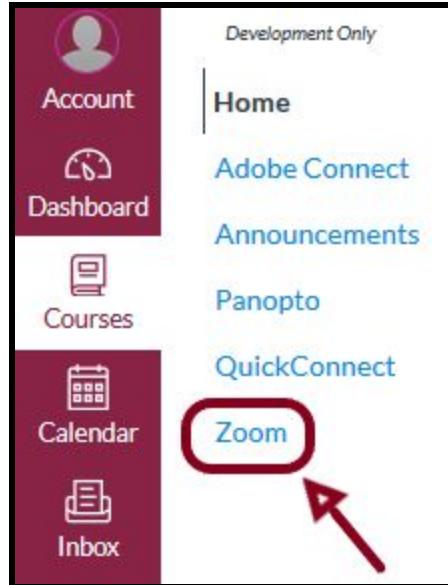 Account
Dashboard
Courses
Calendar
Inbox
Development Only
Home
Adobe Connect
Announcements
Panopto
QuickConnect
Zoom